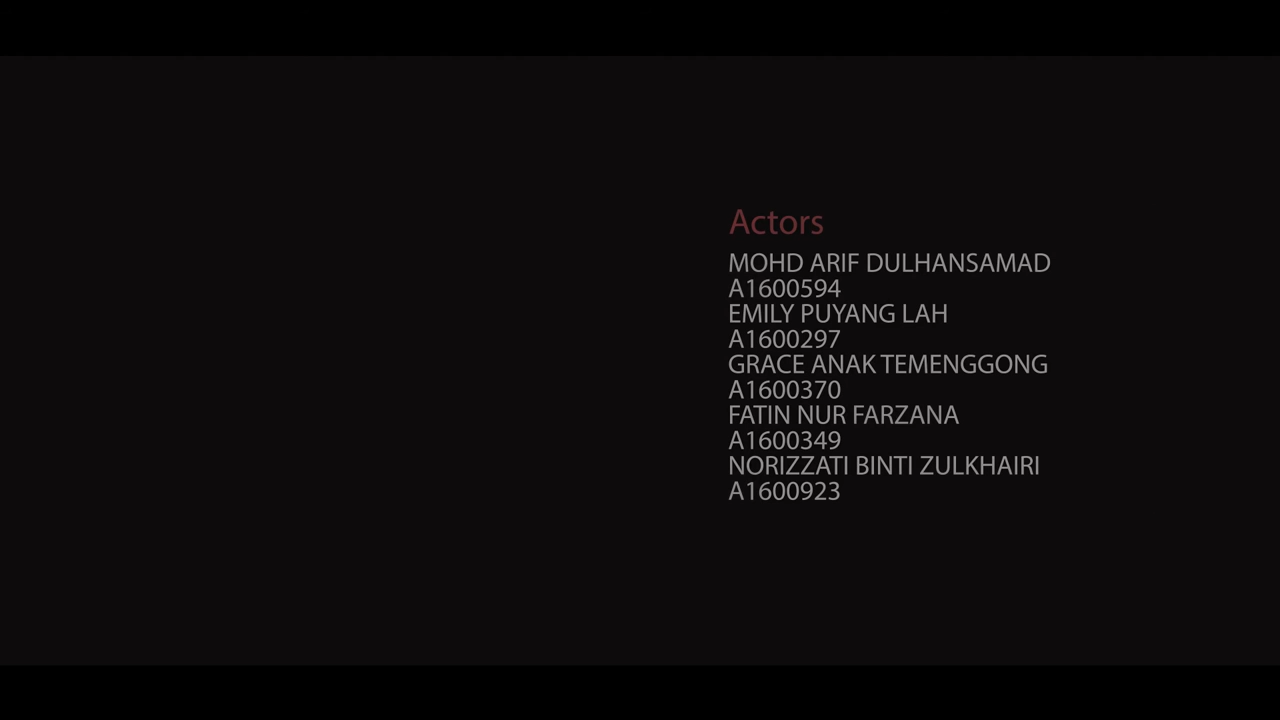 Actors
MOHD ARIF DULHANSAMAD
A1600594
EMILY PUYANG LAH
A1600297
GRACE ANAK TEMENGGONG
A1600370
FATIN NUR FARZANA
A1600349
NORIZZATI BINTI ZULKHAIRI
A1600923